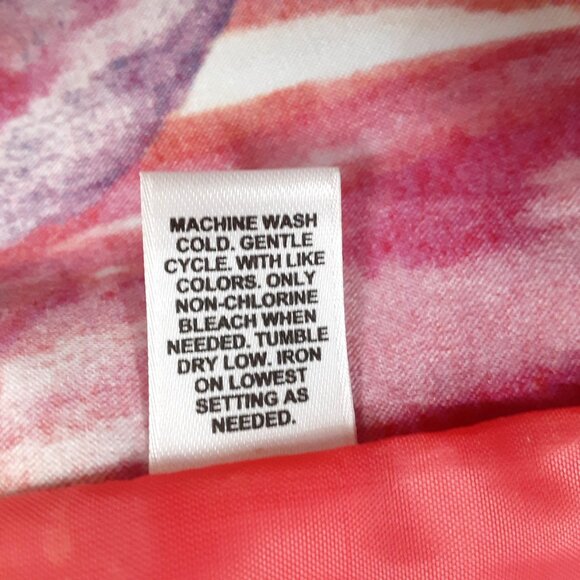 MACHINE WASH
COLD. GENTLE
CYCLE. WITH LIKE
COLORS. ONLY
NON-CHLORINE
BLEACH WHEN
NEEDED. TUMBLE
DRY LOW. IRON
ON LOWEST
SETTING AS
NEEDED.